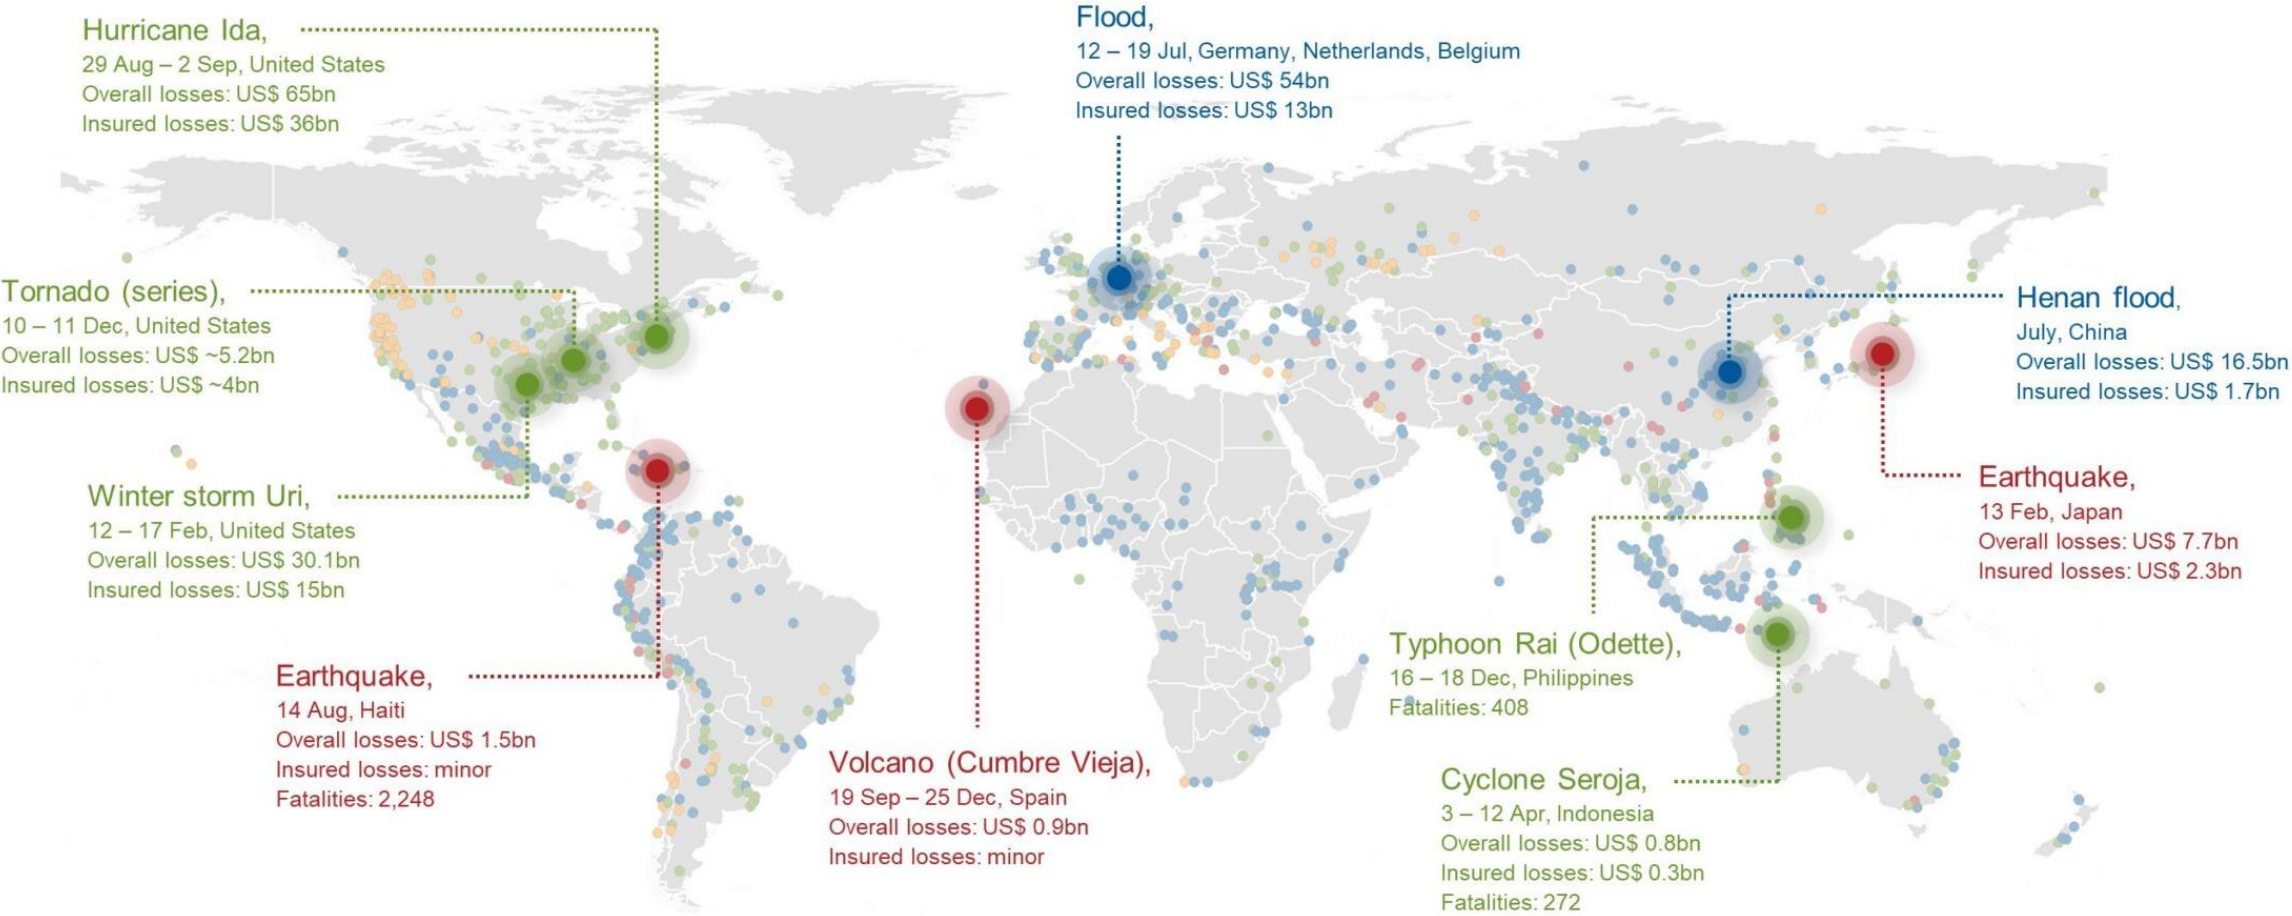 Hurricane Ida,
29 Aug – 2 Sep, United States
Overall losses: US$ 65bn
Insured losses: US$ 36bn
Flood,
12 – 19 Jul, Germany, Netherlands, Belgium
Overall losses: US$ 54bn
Insured losses: US$ 13bn
Tornado (series),
10 – 11 Dec, United States
Overall losses: US$ ~5.2bn
Insured losses: US$ ~4bn
Henan flood,
July, China
Overall losses: US$ 16.5bn
Insured losses: US$ 1.7bn
Winter storm Uri,
12 – 17 Feb, United States
Overall losses: US$ 30.1bn
Insured losses: US$ 15bn
Earthquake,
13 Feb, Japan
Overall losses: US$ 7.7bn
Insured losses: US$ 2.3bn
Earthquake,
14 Aug, Haiti
Overall losses: US$ 1.5bn
Insured losses: minor
Fatalities: 2,248
Typhoon Rai (Odette),
16 – 18 Dec, Philippines
Fatalities: 408
Volcano (Cumbre Vieja),
19 Sep – 25 Dec, Spain
Overall losses: US$ 0.9bn
Insured losses: minor
Cyclone Seroja,
3 – 12 Apr, Indonesia
Overall losses: US$ 0.8bn
Insured losses: US$ 0.3bn
Fatalities: 272